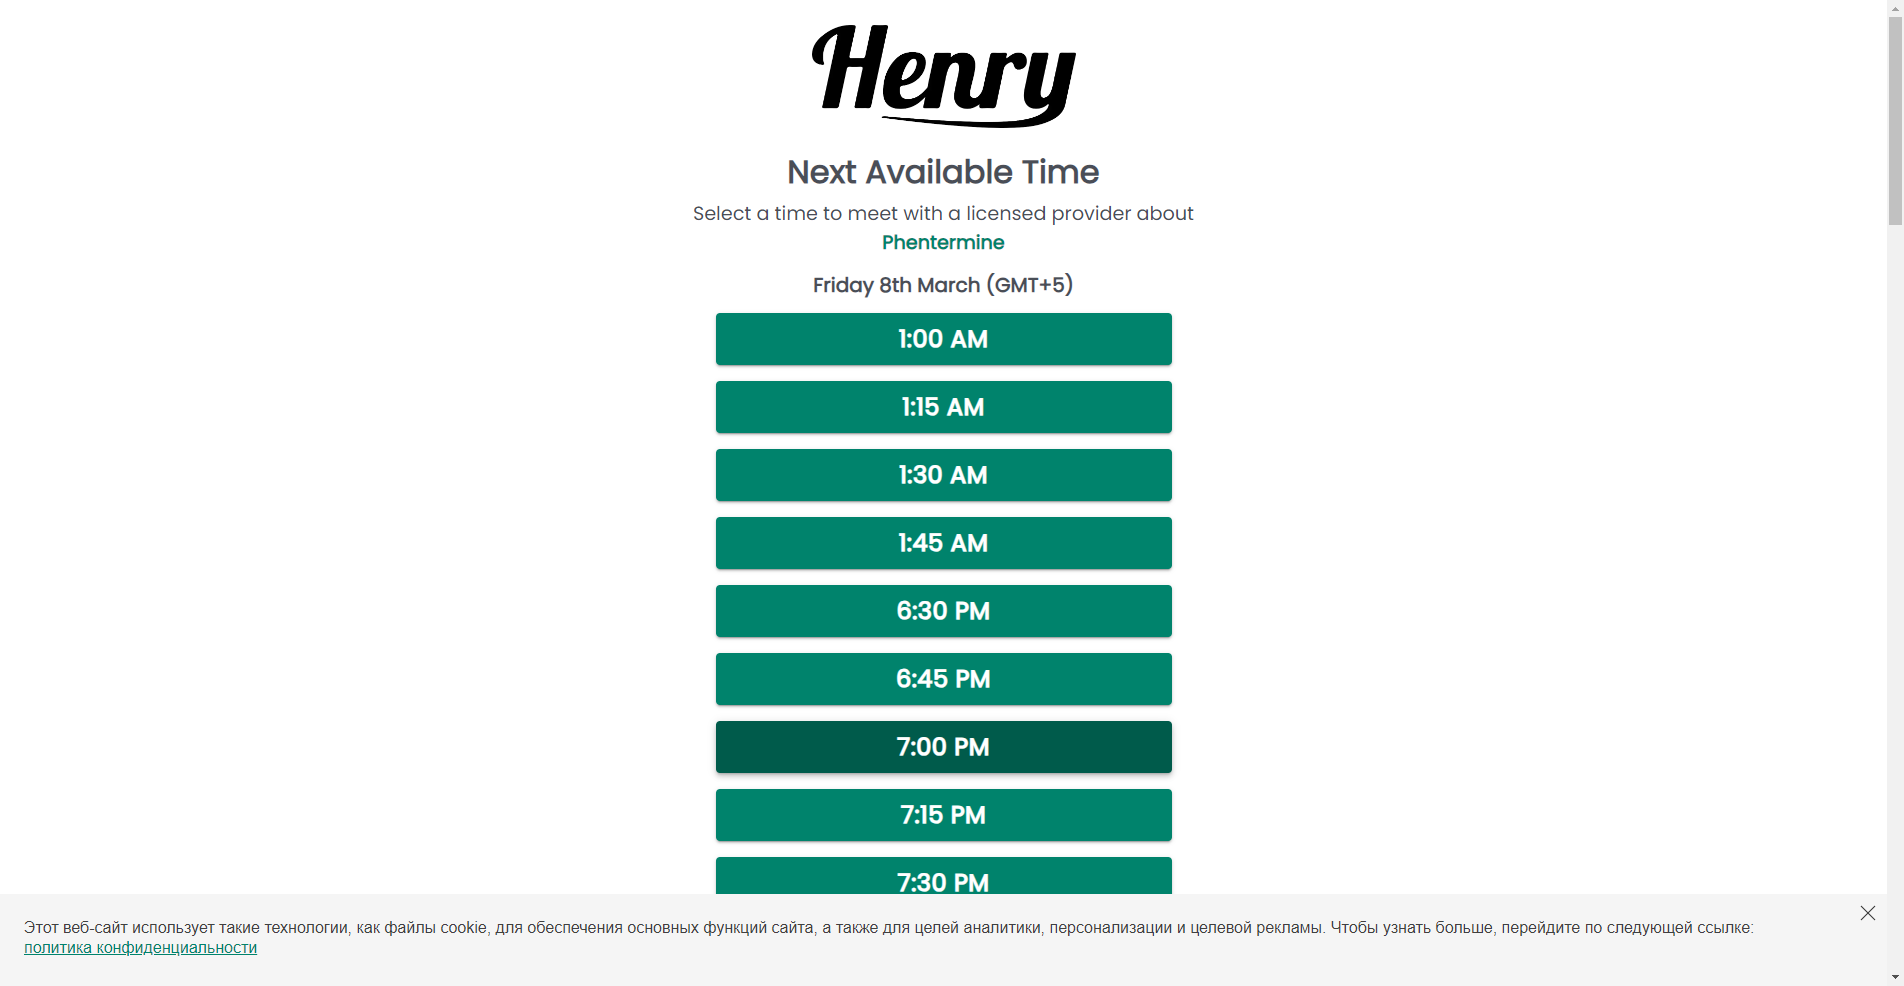 Henry
Next Available Time
Select a time to meet with a licensed provider about
Phentermine
Friday 8th March (GMT+5)
1:00 AM
1:15 AM
1:30 AM
1:45 AM
6:30 PM
6:45 PM
7:00 PM
7:15 PM
7:30 PM
Этот веб-сайт использует такие технологии, как файлы cookie, для обеспечения основных функций сайта, а также для целей аналитики, персонализации и целевой рекламы. Чтобы узнать больше, перейдите по следующей ссылке:
политика конфиденциальности